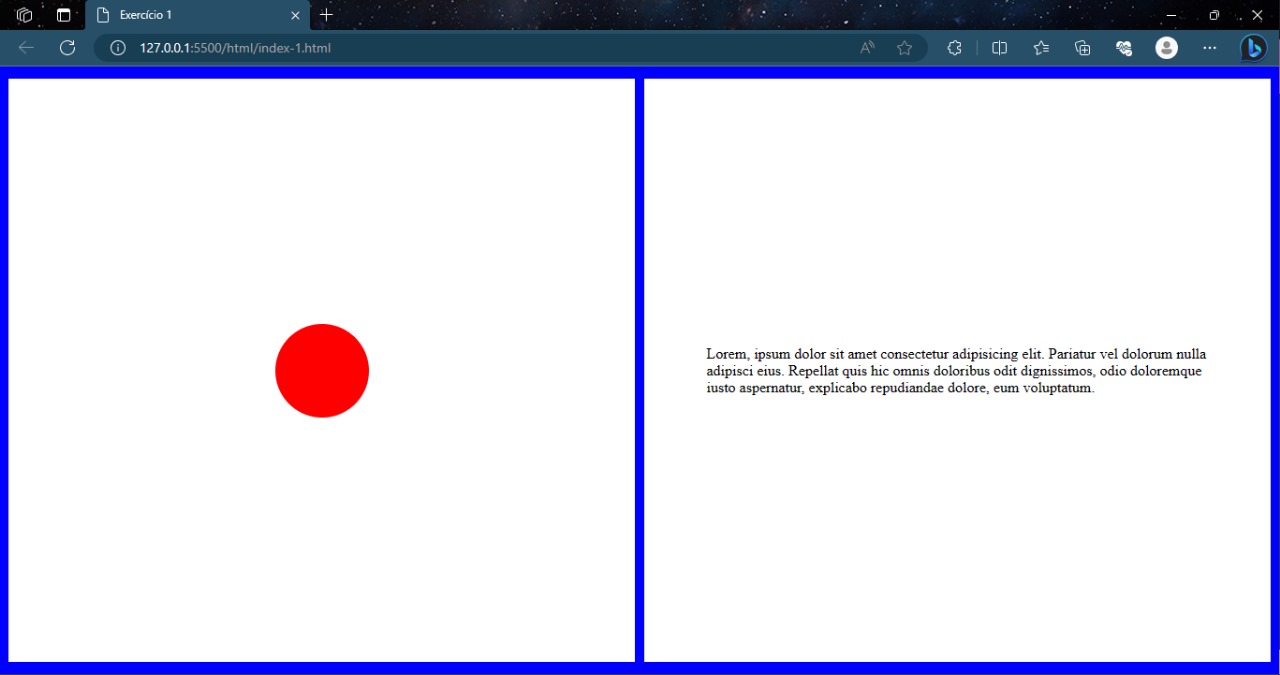 Exercício 1
127.0.0.1:5500/html/index-1.html
Lorem, ipsum dolor sit amet consectetur adipisicing elit. Pariatur vel dolorum nulla
adipisci eius. Repellat quis hic omnis doloribus odit dignissimos, odio doloremque
iusto aspernatur, explicabo repudiandae dolore, eum voluptatum.